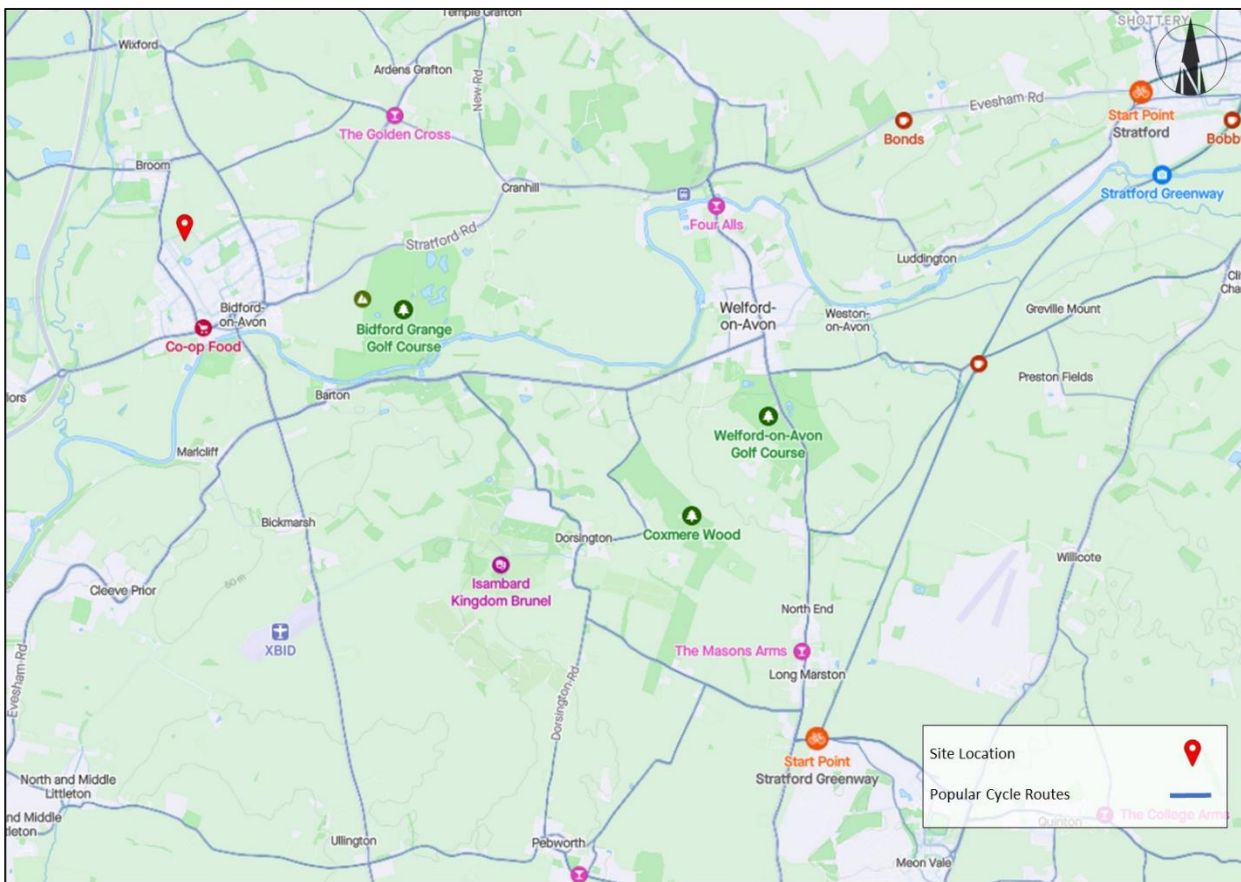 SHOTTERY
Temple Grafton
Wixford
Ardens Grafton
New Rd
N
Evesham Rd
The Golden Cross
Bonds
Start Point
Stratford
Bobb
Broom
Cranhill
Stratford Greenway
Four Alls
Stratford Rd
Luddington
Bidford-
on-Avon
Welford-
on-Avon
Weston-
on-Avon
Greville Mount
Bidford Grange
Golf Course
Co-op Food
Preston Fields
Barton
Welford-on-Avon
Golf Course
Marlcliff
Bickmarsh
Coxmere Wood
Dorsington
Willicote
Isambard
Kingdom Brunel
Cleeve Prior
60 m
North End
XBID
The Masons Arms
Long Marston
Evesham Rd
Dorsington Rd
Start Point
Stratford Greenway
Site Location
Popular Cycle Routes
North and Middle
Littleton
The College Arms
Quinton
Ullington
Pebworth
Meon Vale